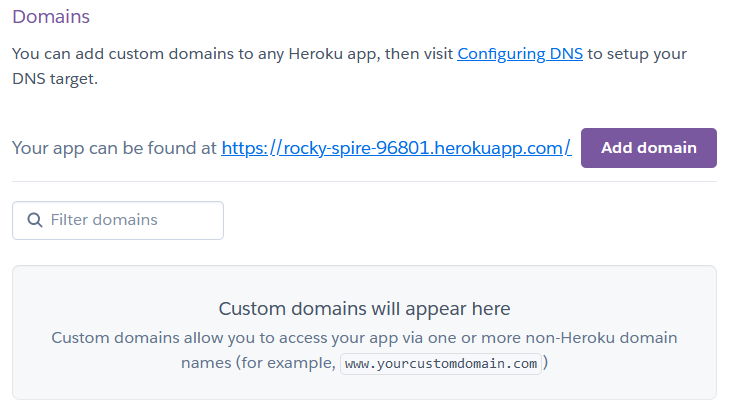 Domains
You can add custom domains to any Heroku app, then visit Configuring DNS to setup your
DNS target.
Your app can be found at https://rocky-spire-96801.herokuapp.com/ Add domain
Filter domains
Custom domains will appear here
Custom domains allow you to access your app via one or more non-Heroku domain
names (for example, www.yourcustomdomain.com)